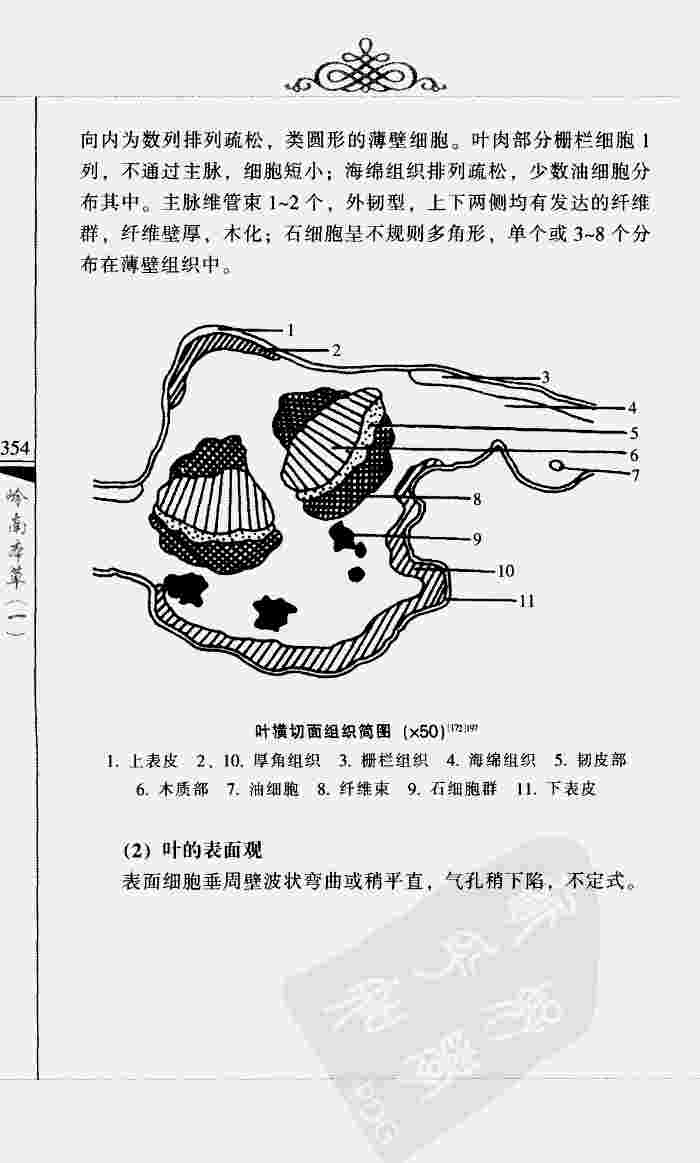 向内为数列排列疏松，类圆形的薄壁细胞。叶肉部分栅栏细胞 1
列，不通过主脉，细胞短小；海绵组织排列疏松，少数油细胞分
布其中。主脉维管束 1~2 个，外韧型，上下两侧均有发达的纤维
群，纤维壁厚，木化；石细胞呈不规则多角形，单个或 3~8 个分
布在薄壁组织中。
1
2
3
4
5
6
7
8
9
10
11
354
岭南本草（一）
叶横切面组织简图 (×50)[172]197
1. 上表皮 2、10. 厚角组织 3. 栅栏组织 4. 海绵组织 5. 韧皮部
6. 木质部 7. 油细胞 8. 纤维束 9. 石细胞群 11. 下表皮
(2) 叶的表面观
表面细胞垂周壁波状弯曲或稍平直，气孔稍下陷，不定式。
PDG